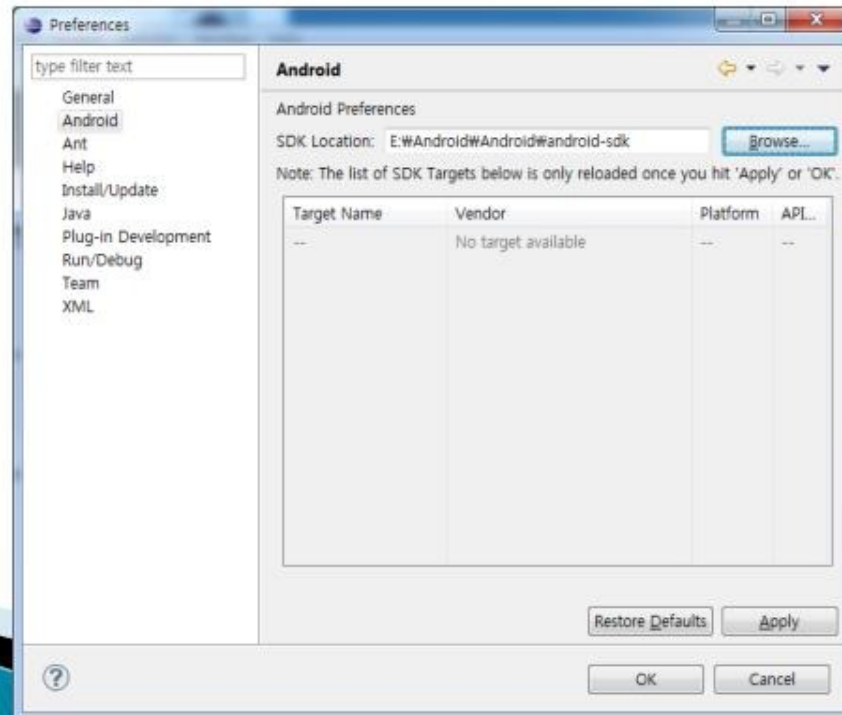 Preferences
type filter text
General
Android
Ant
Help
Install/Update
Java
Plug-in Development
Run/Debug
Team
XML
Android
Android Preferences
SDK Location: E:₩Android₩Android₩android-sdk Browse...
Note: The list of SDK Targets below is only reloaded once you hit 'Apply' or 'OK'.
Target Name Vendor Platform API...
-- No target available -- --
Restore Defaults Apply
OK Cancel